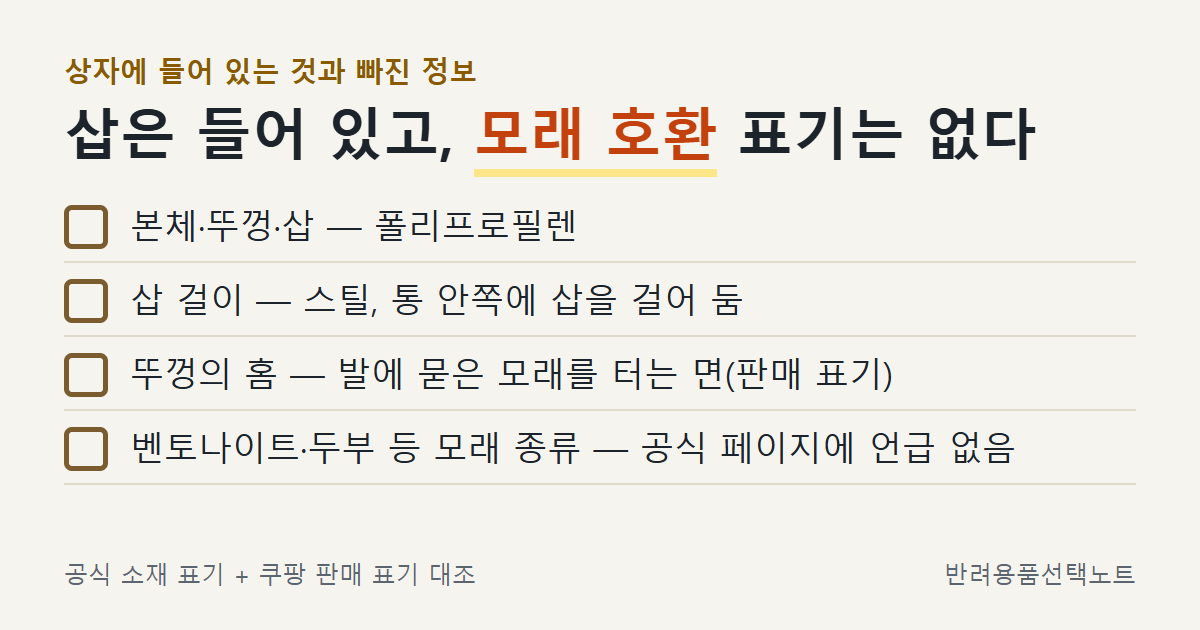 상자에 들어 있는 것과 빠진 정보
삽은 들어 있고, 모래 호환 표기는 없다
본체·뚜껑·삽 — 폴리프로필렌
삽 걸이 — 스틸, 통 안쪽에 삽을 걸어 둠
뚜껑의 홈 — 발에 묻은 모래를 터는 면(판매 표기)
벤토나이트·두부 등 모래 종류 — 공식 페이지에 언급 없음
공식 소재 표기 + 쿠팡 판매 표기 대조
반려용품선택노트